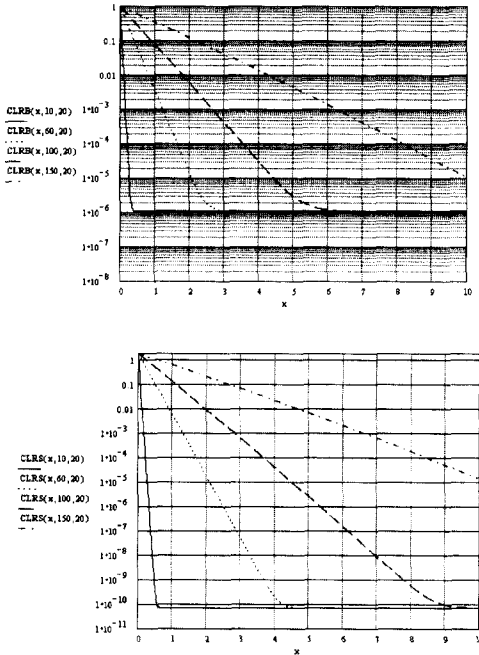 1
0.1
0.01
1•10⁻³
1•10⁻⁴
1•10⁻⁵
1•10⁻⁶
1•10⁻⁷
1•10⁻⁸
CLRB(x,10,20)
CLRB(x,60,20)
CLRB(x,100,20)
CLRB(x,150,20)
0 1 2 3 4 5 6 7 8 9 10
x
1
0.1
0.01
1•10⁻³
1•10⁻⁴
1•10⁻⁵
1•10⁻⁶
1•10⁻⁷
1•10⁻⁸
1•10⁻⁹
1•10⁻¹⁰
1•10⁻¹¹
CLRS(x,10,20)
CLRS(x,60,20)
CLRS(x,100,20)
CLRS(x,150,20)
0 1 2 3 4 5 6 7 8 9 10
x